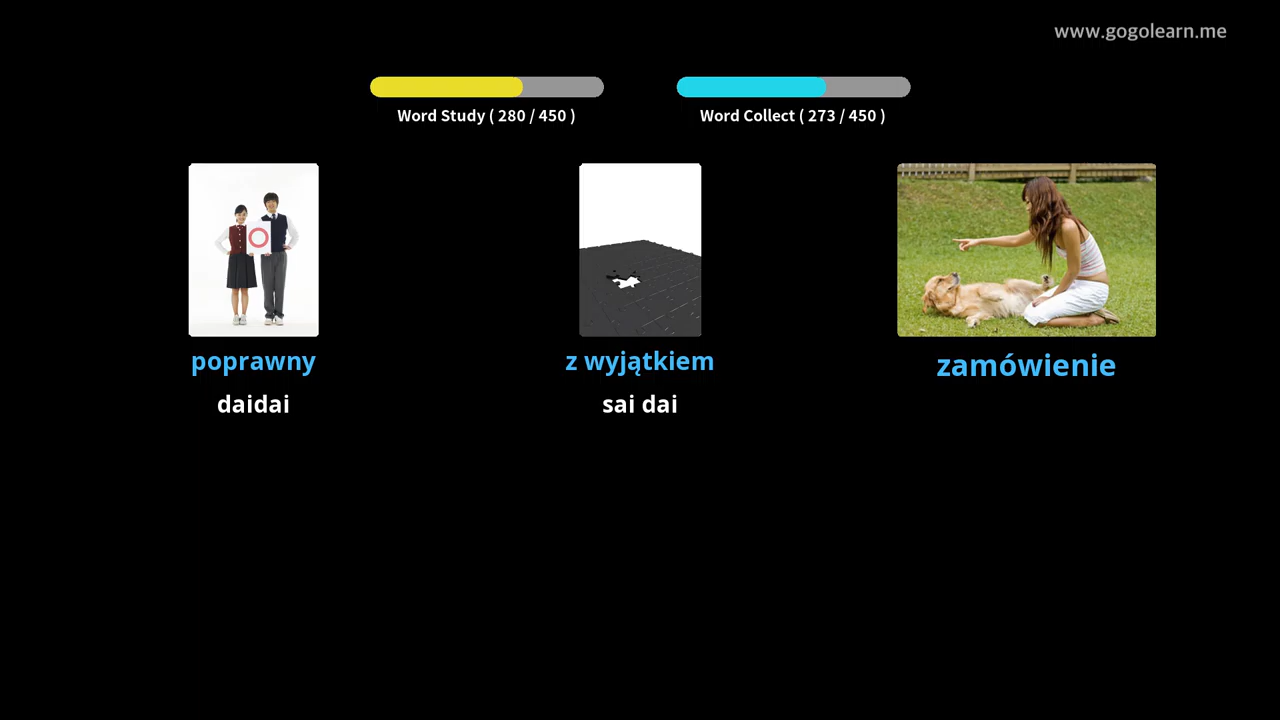 www.gogolearn.me
Word Study ( 280 / 450 )
Word Collect ( 273 / 450 )
poprawny
z wyjątkiem
zamówienie
daidai
sai dai